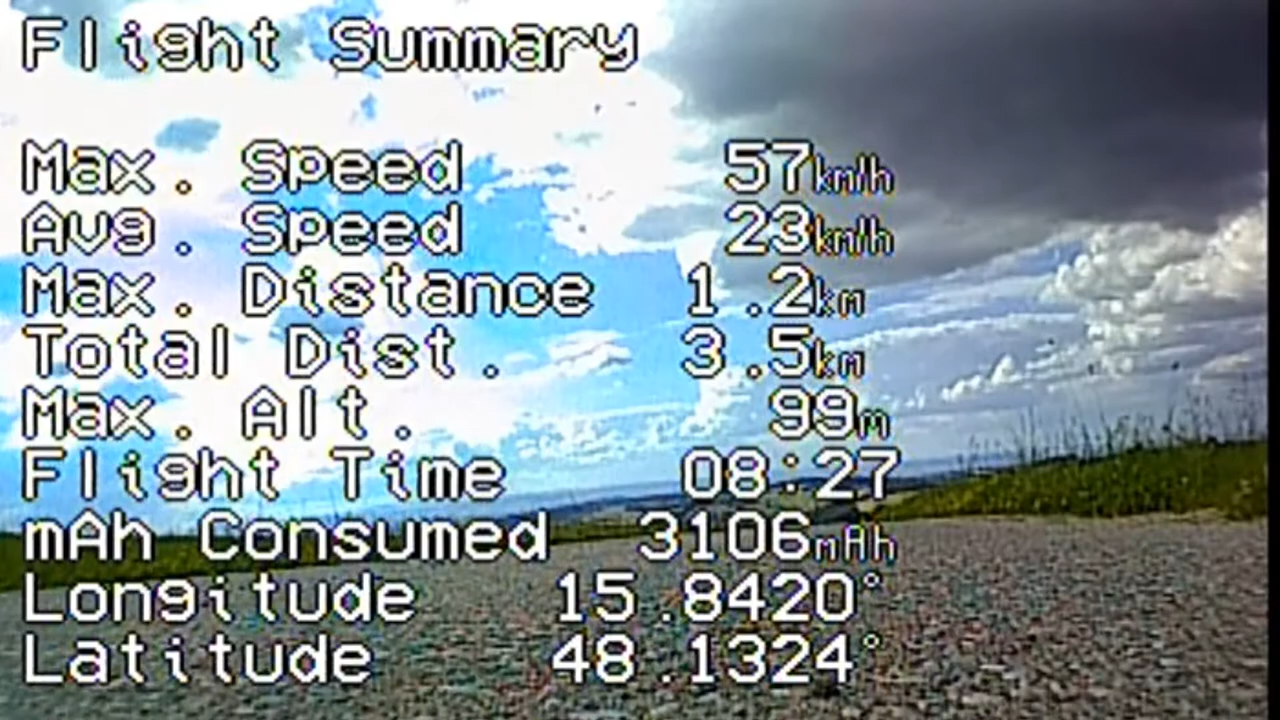 Flight Summary
Max. Speed 57km/h
Avg. Speed 23km/h
Max. Distance 1.2km
Total Dist. 3.5km
Max. Alt. 99m
Flight Time 08:27
mAh Consumed 3106mAh
Longitude 15.8420°
Latitude 48.1324°